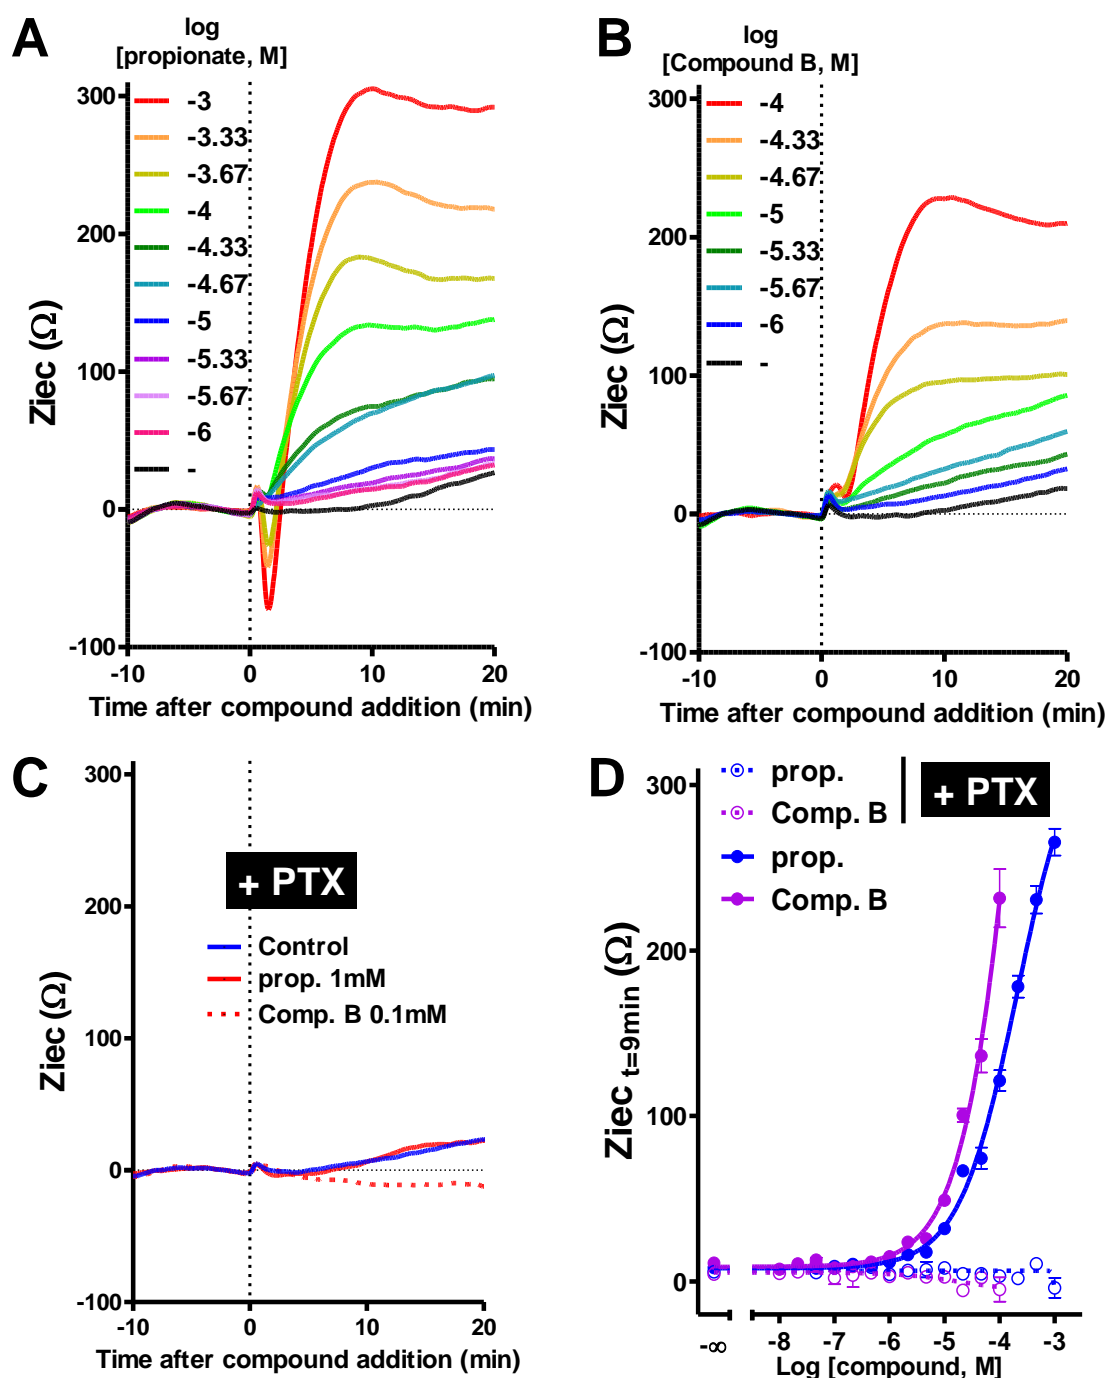 A
log
[propionate, M]
300
200
100
0
-100
Ziec (Ω)
-3
-3.33
-3.67
-4
-4.33
-4.67
-5
-5.33
-5.67
-6
-
-10
0
10
20
Time after compound addition (min)
B
log
[Compound B, M]
300
200
100
0
-100
Ziec (Ω)
-4
-4.33
-4.67
-5
-5.33
-5.67
-6
-
-10
0
10
20
Time after compound addition (min)
C
300
200
100
0
-100
Ziec (Ω)
+ PTX
Control
prop. 1mM
Comp. B 0.1mM
-10
0
10
20
Time after compound addition (min)
D
prop.
Comp. B
+ PTX
prop.
Comp. B
300
200
100
0
Ziec t=9min (Ω)
-∞
-8
-7
-6
-5
-4
-3
Log [compound, M]